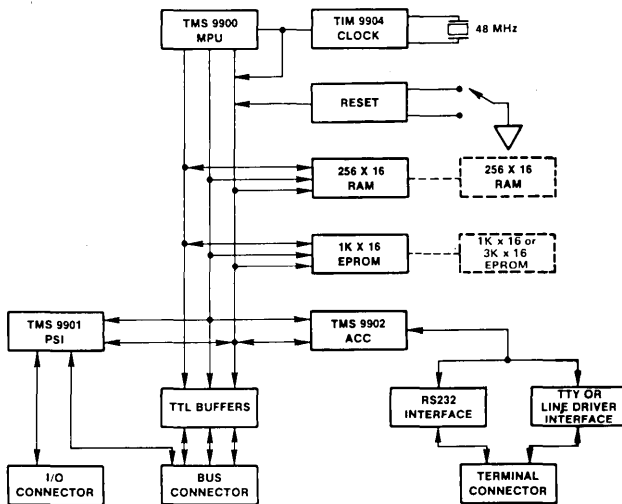 TMS 9900
MPU
TIM 9904
CLOCK
48 MHz
RESET
256 X 16
RAM
256 X 16
RAM
1K X 16
EPROM
1K x 16 or
3K x 16
EPROM
TMS 9901
PSI
TMS 9902
ACC
TTL BUFFERS
RS232
INTERFACE
TTY OR
LINE DRIVER
INTERFACE
I/O
CONNECTOR
BUS
CONNECTOR
TERMINAL
CONNECTOR